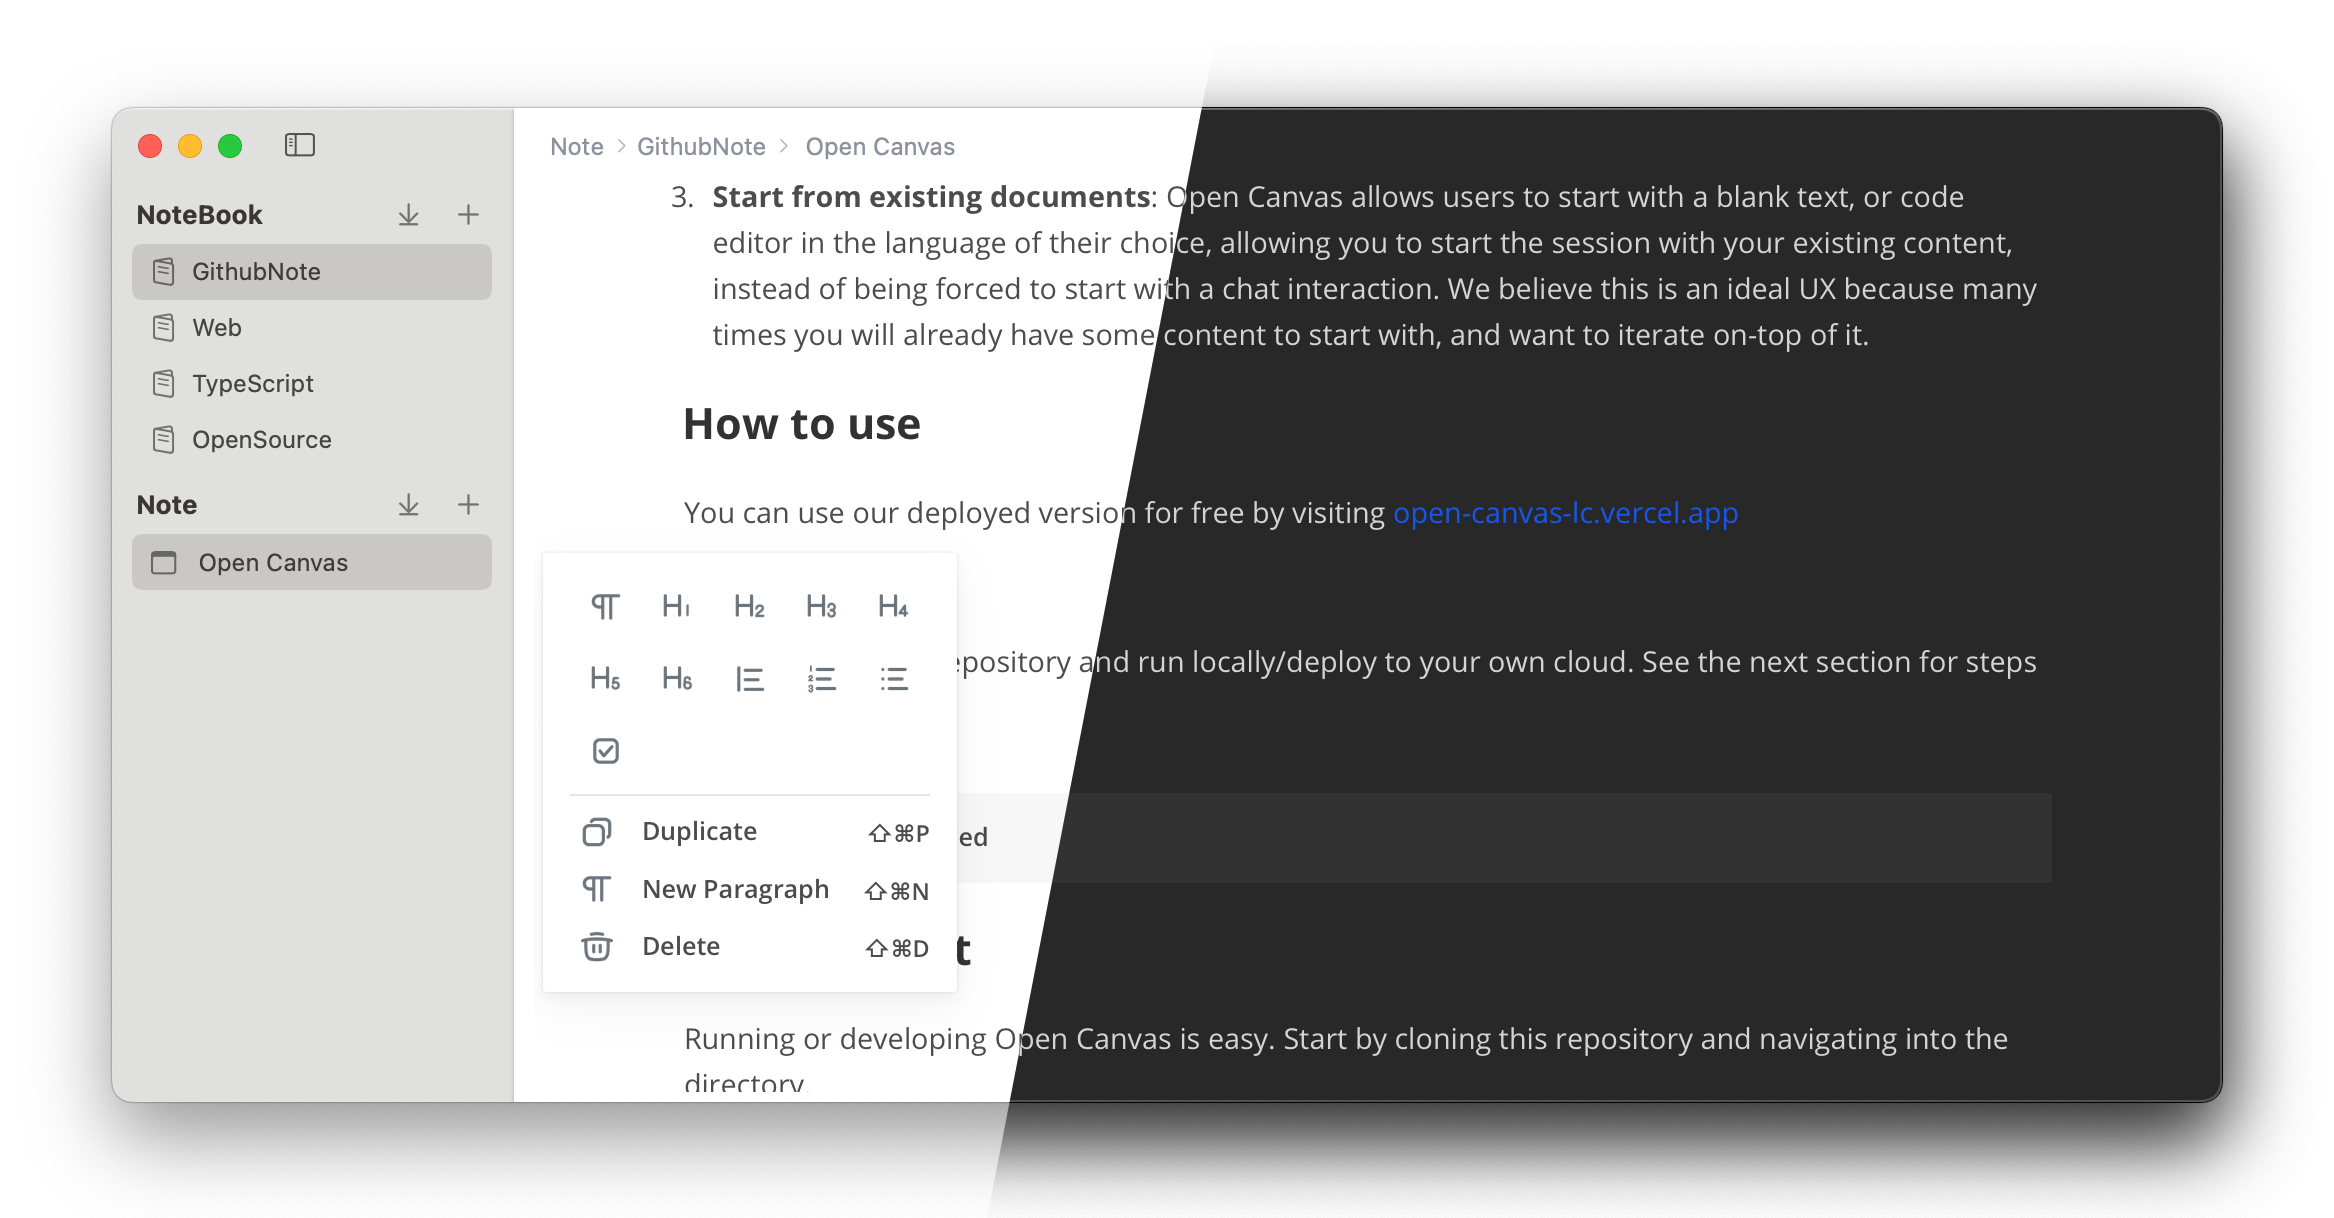 NoteBook
GithubNote
Web
TypeScript
OpenSource
Note
Open Canvas
Note > GithubNote > Open Canvas
3. Start from existing documents: Open Canvas allows users to start with a blank text, or code
editor in the language of their choice, allowing you to start the session with your existing content,
instead of being forced to start with a chat interaction. We believe this is an ideal UX because many
times you will already have some content to start with, and want to iterate on-top of it.
How to use
You can use our deployed version for free by visiting open-canvas-lc.vercel.app
H1 H2 H3 H4
H5 H6
and run locally/deploy to your own cloud. See the next section for steps
Duplicate ⇧⌘P
New Paragraph ⇧⌘N
Delete ⇧⌘D
Running or developing Open Canvas is easy. Start by cloning this repository and navigating into the
directory.